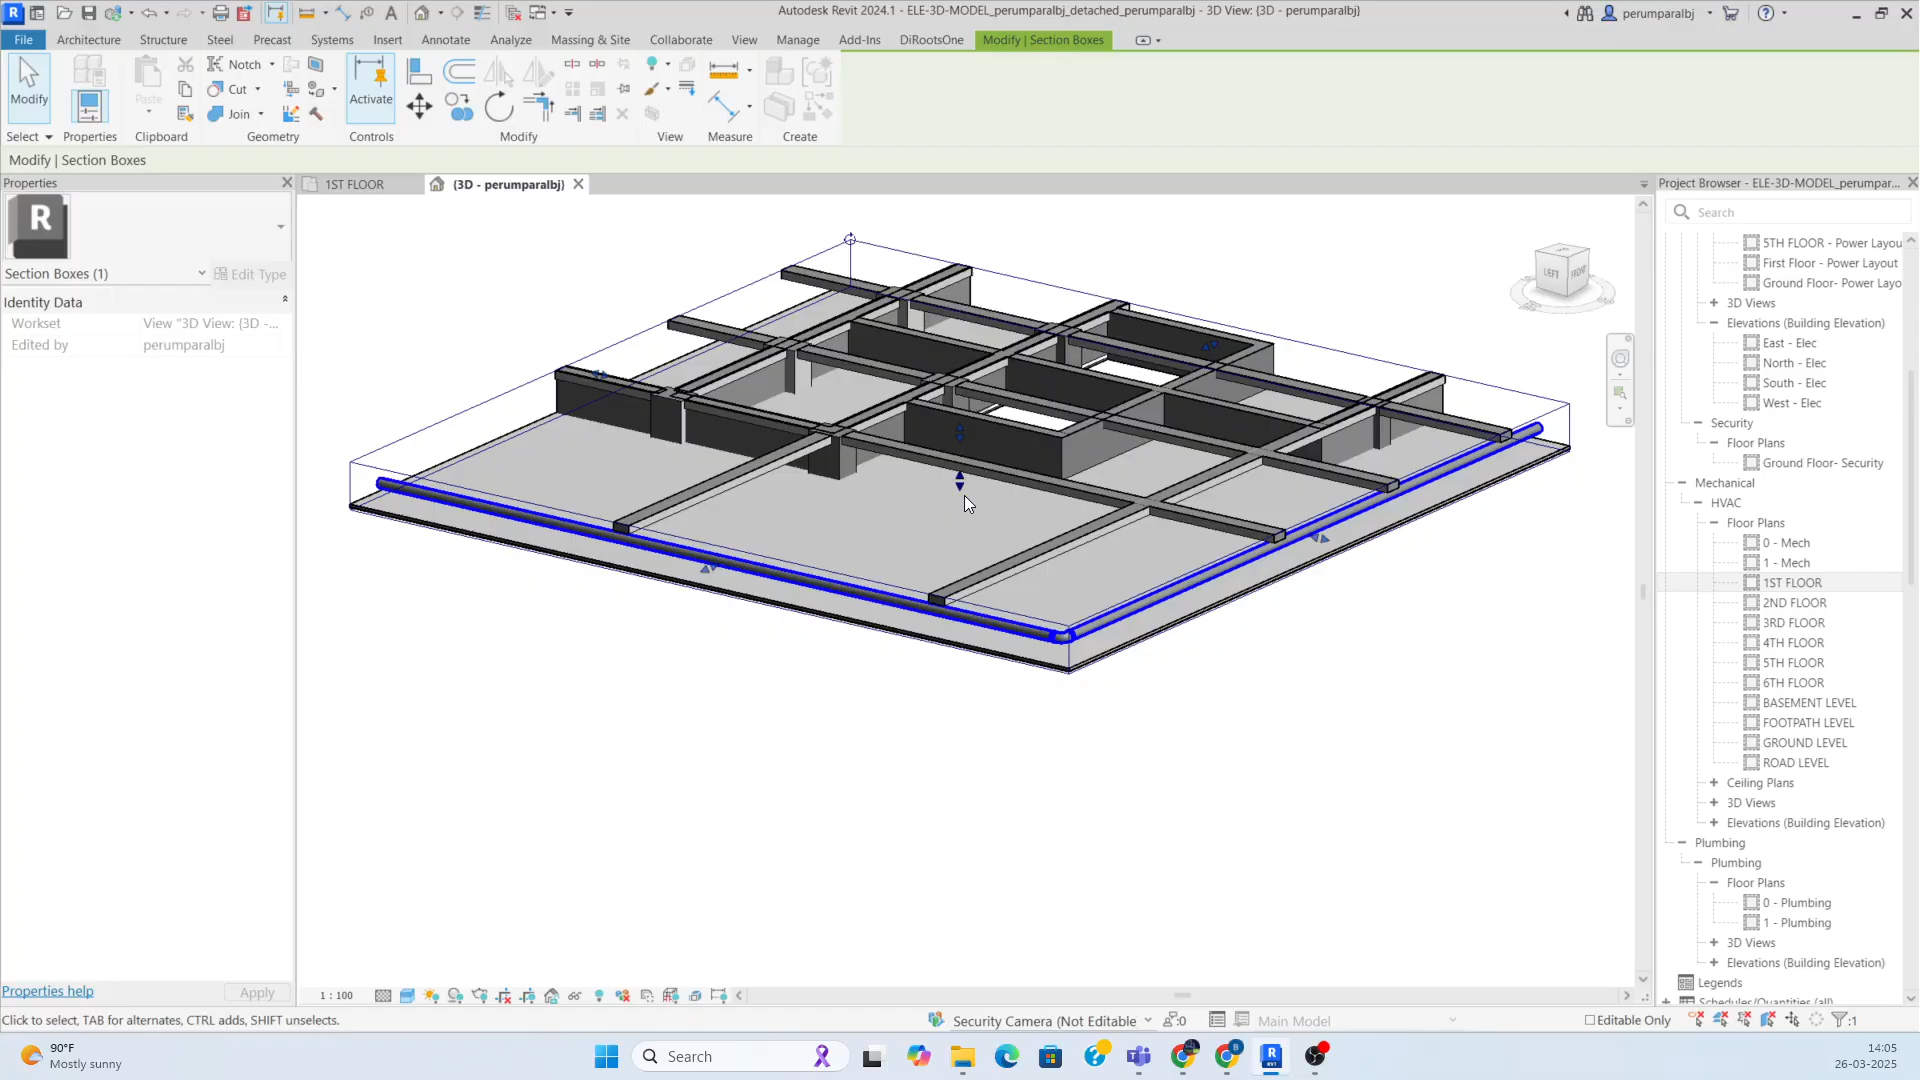 Autodesk Revit 2024.1 - ELE-3D-MODEL_perumparalbj_detached_perumparalbj - 3D View: {3D - perumparalbj}
perumparalbj
File Architecture Structure Steel Precast Systems Insert Annotate Analyze Massing & Site Collaborate View Manage Add-Ins DiRootsOne Modify | Section Boxes
Modify
Paste
Notch
Cut
Join
Activate
Select Properties Clipboard Geometry Controls Modify View Measure Create
Modify | Section Boxes
Properties
R
Section Boxes (1)
Edit Type
Identity Data
Workset View "3D View: {3D -...
Edited by perumparalbj
Properties help
Apply
1ST FLOOR
{3D - perumparalbj}
LEFT
FRONT
1 : 100
Project Browser - ELE-3D-MODEL_perumpar...
Search
5TH FLOOR - Power Layou
First Floor - Power Layout
Ground Floor- Power Layo
3D Views
Elevations (Building Elevation)
East - Elec
North - Elec
South - Elec
West - Elec
Security
Floor Plans
Ground Floor- Security
Mechanical
HVAC
Floor Plans
0 - Mech
1 - Mech
1ST FLOOR
2ND FLOOR
3RD FLOOR
4TH FLOOR
5TH FLOOR
6TH FLOOR
BASEMENT LEVEL
FOOTPATH LEVEL
GROUND LEVEL
ROAD LEVEL
Ceiling Plans
3D Views
Elevations (Building Elevation)
Plumbing
Plumbing
Floor Plans
0 - Plumbing
1 - Plumbing
3D Views
Elevations (Building Elevation)
Legends
Schedules/Quantities (all)
Click to select, TAB for alternates, CTRL adds, SHIFT unselects.
Security Camera (Not Editable
:0
Main Model
Editable Only
:1
90°F
Mostly sunny
Search
14:05
26-03-2025